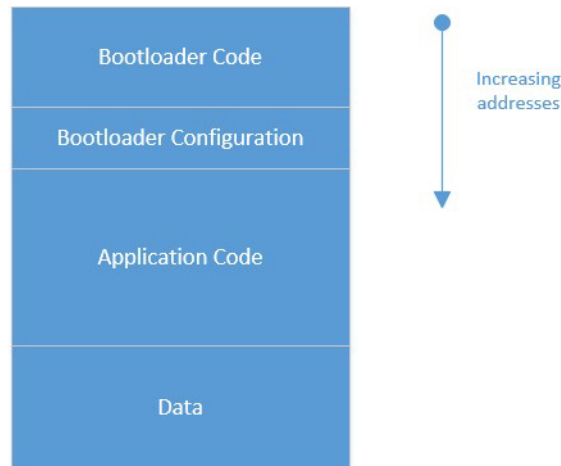 Bootloader Code
Increasing
addresses
Bootloader Configuration
Application Code
Data